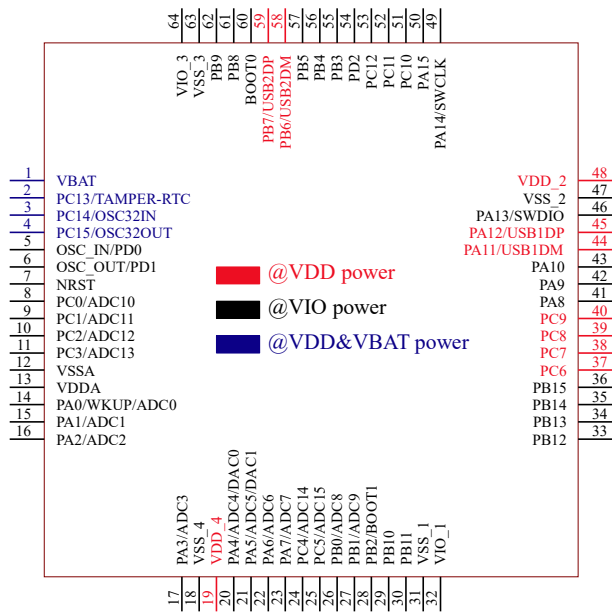 64 63 62 61 60 59 58 57 56 55 54 53 52 51 50 49
VIO_3
VSS_3
PB9
PB8
BOOT0
PB7/USB2DP
PB6/USB2DM
PB5
PB4
PB3
PD2
PC12
PC11
PC10
PA15
PA14/SWCLK
1 VBAT
2 PC13/TAMPER-RTC
3 PC14/OSC32IN
4 PC15/OSC32OUT
5 OSC_IN/PD0
6 OSC_OUT/PD1
7 NRST
8 PC0/ADC10
9 PC1/ADC11
10 PC2/ADC12
11 PC3/ADC13
12 VSSA
13 VDDA
14 PA0/WKUP/ADC0
15 PA1/ADC1
16 PA2/ADC2
@VDD power
@VIO power
@VDD&VBAT power
VDD_2 48
VSS_2 47
PA13/SWDIO 46
PA12/USB1DP 45
PA11/USB1DM 44
PA10 43
PA9 42
PA8 41
PC9 40
PC8 39
PC7 38
PC6 37
PB15 36
PB14 35
PB13 34
PB12 33
PA3/ADC3
VSS_4
VDD_4
PA4/ADC4/DAC0
PA5/ADC5/DAC1
PA6/ADC6
PA7/ADC7
PC4/ADC14
PC5/ADC15
PB0/ADC8
PB1/ADC9
PB2/BOOT1
PB10
PB11
VSS_1
VIO_1
17 18 19 20 21 22 23 24 25 26 27 28 29 30 31 32